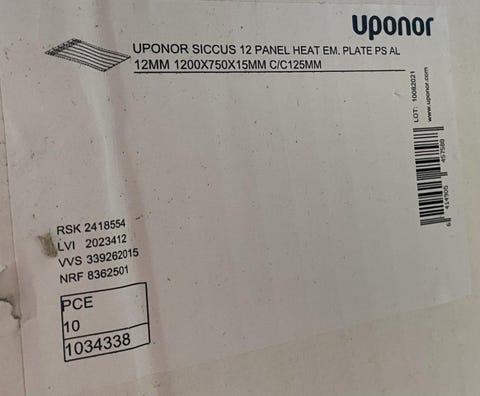 uponor
UPONOR SICCUS 12 PANEL HEAT EM. PLATE PS AL
12MM 1200X750X15MM C/C125MM
LOT: 10082021
www.uponor.com
RSK 2418554
LVI 2023412
VVS 339262015
NRF 8362501
PCE
10
1034338